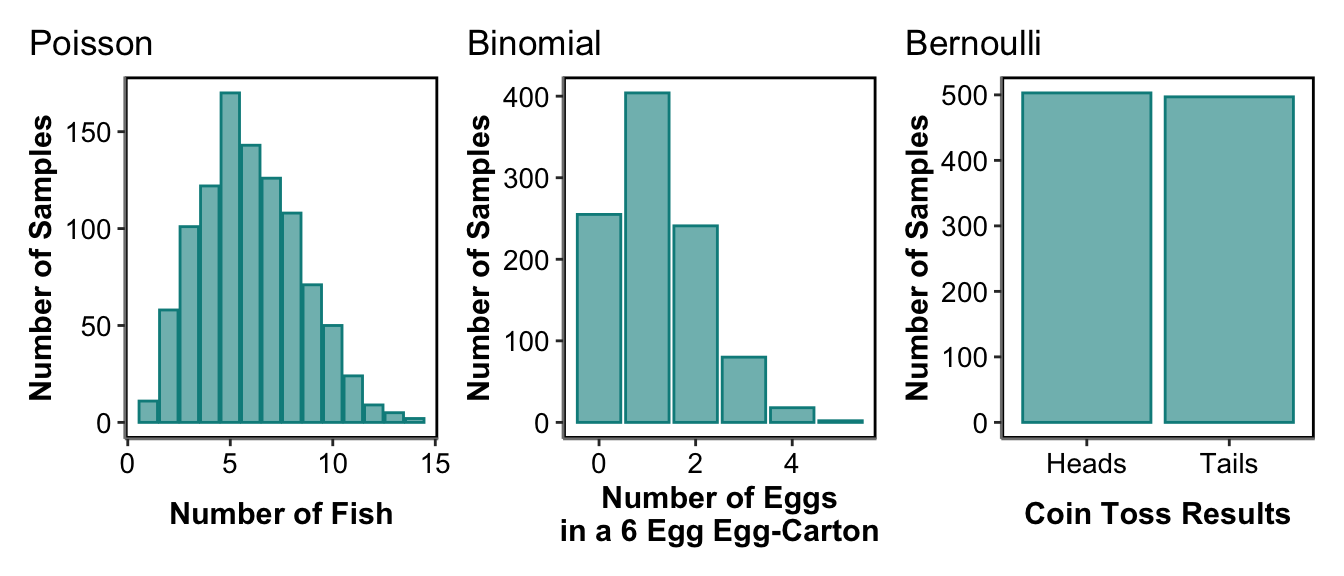 Poisson
Number of Samples
150
100
50
0
0 5 10 15
Number of Fish
Binomial
Number of Samples
400
300
200
100
0
0 2 4
Number of Eggs
in a 6 Egg Egg-Carton
Bernoulli
Number of Samples
500
400
300
200
100
0
Heads Tails
Coin Toss Results